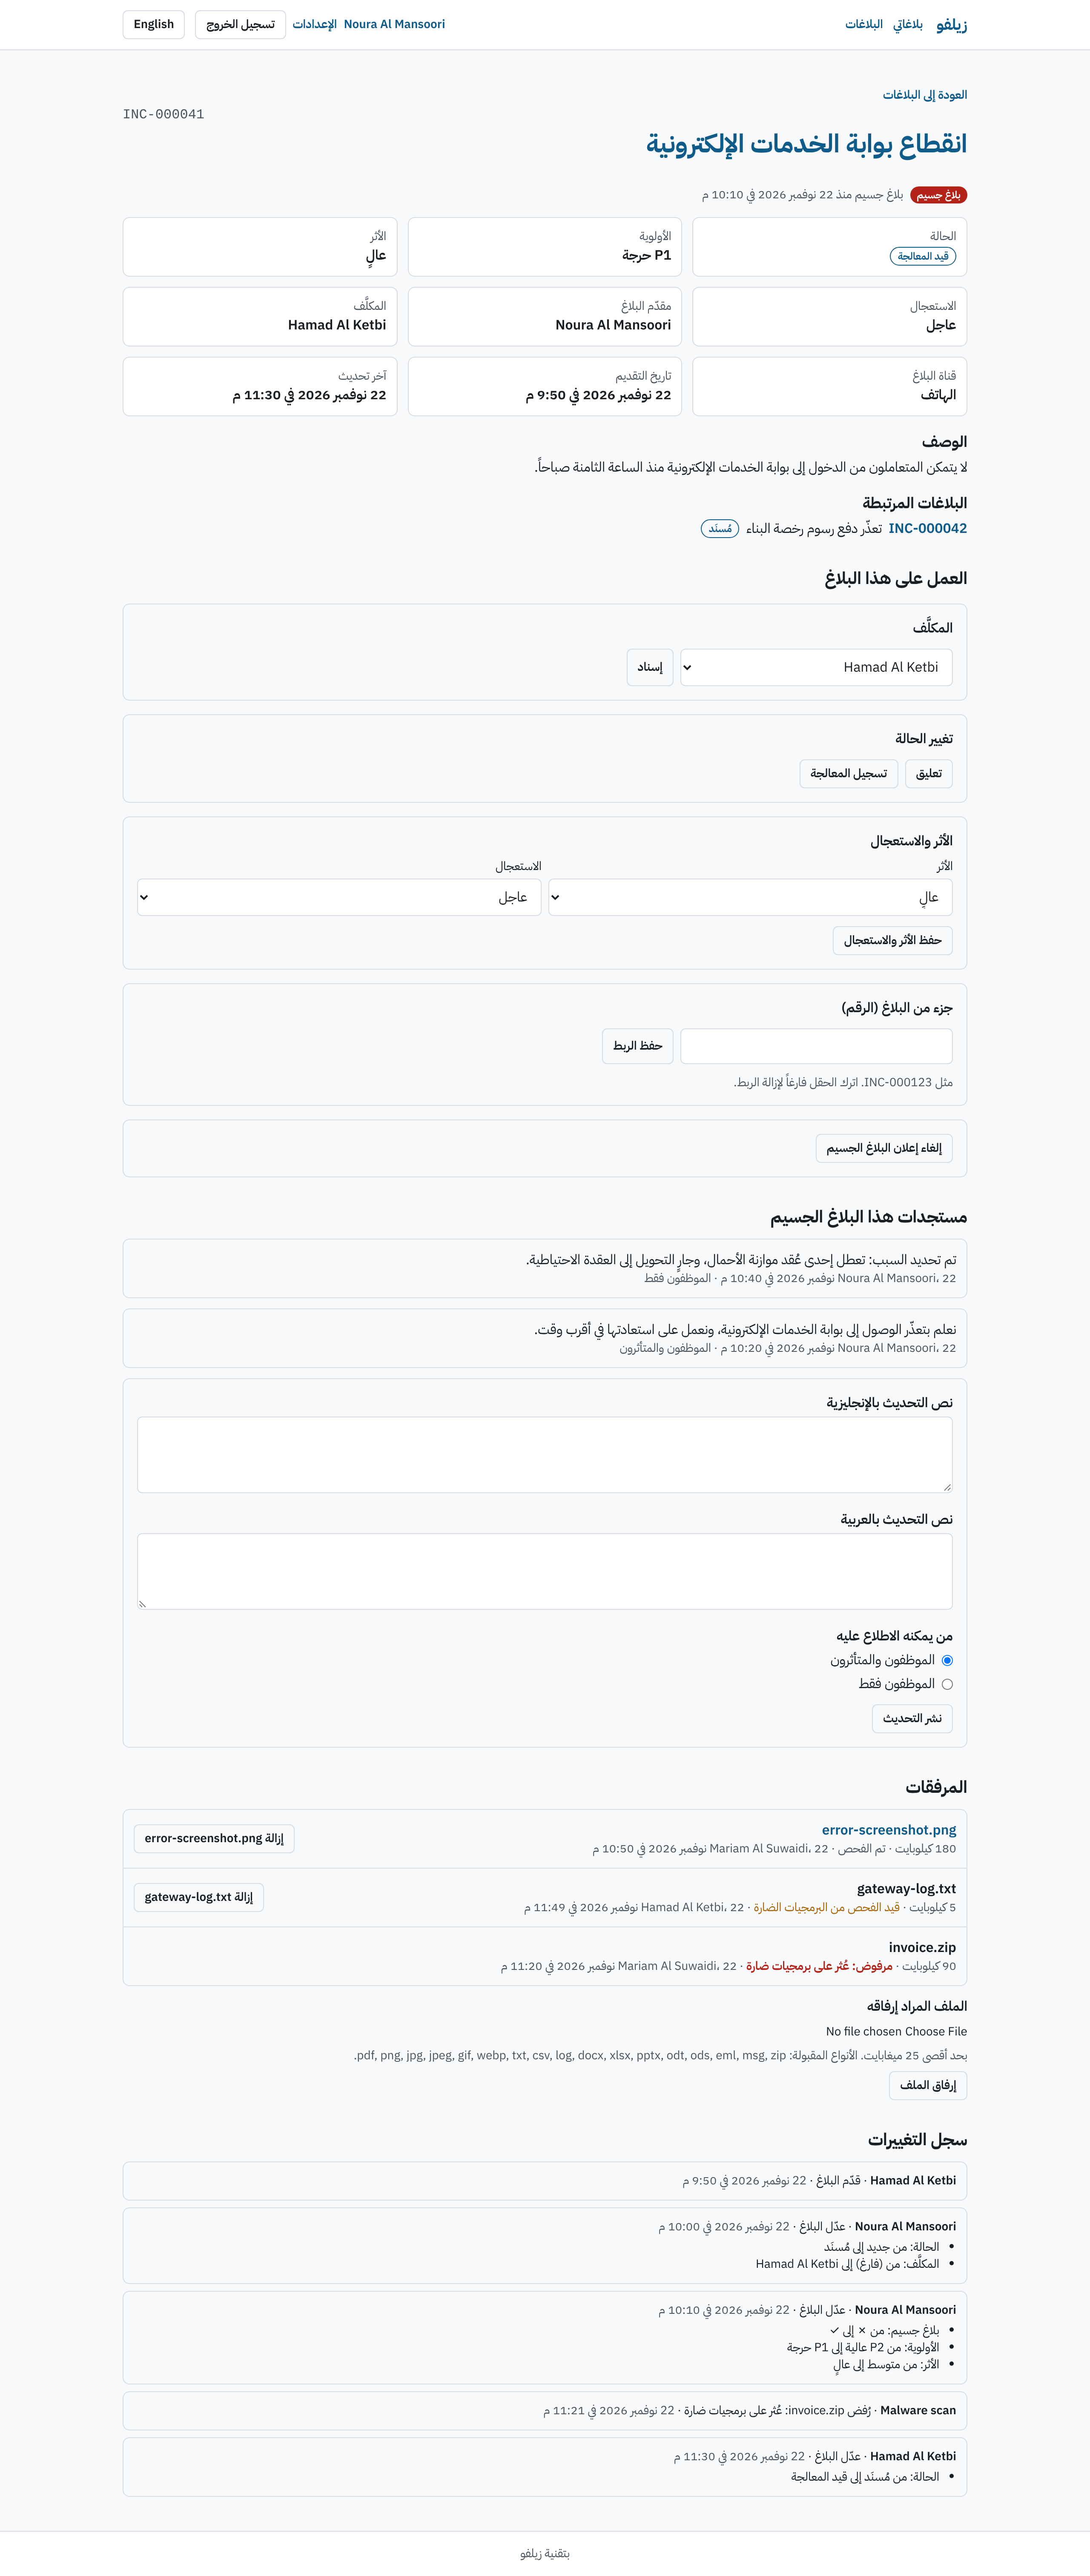 زيلفو
بلاغاتي
البلاغات
Noura Al Mansoori
الإعدادات
تسجيل الخروج
English
العودة إلى البلاغات
INC-000041
انقطاع بوابة الخدمات الإلكترونية
بلاغ جسيم بلاغ جسيم منذ 22 نوفمبر 2026 في 10:10 م
الحالة
قيد المعالجة
الأولوية
P1 حرجة
الأثر
عالٍ
الاستعجال
عاجل
مقدّم البلاغ
Noura Al Mansoori
المكلَّف
Hamad Al Ketbi
قناة البلاغ
الهاتف
تاريخ التقديم
22 نوفمبر 2026 في 9:50 م
آخر تحديث
22 نوفمبر 2026 في 11:30 م
الوصف
لا يتمكن المتعاملون من الدخول إلى بوابة الخدمات الإلكترونية منذ الساعة الثامنة صباحاً.
البلاغات المرتبطة
INC-000042 تعذّر دفع رسوم رخصة البناء مُسنَد
العمل على هذا البلاغ
المكلَّف
Hamad Al Ketbi
إسناد
تغيير الحالة
تعليق
تسجيل المعالجة
الأثر والاستعجال
الأثر
عالٍ
الاستعجال
عاجل
حفظ الأثر والاستعجال
جزء من البلاغ (الرقم)
حفظ الربط
مثل INC-000123. اترك الحقل فارغاً لإزالة الربط.
إلغاء إعلان البلاغ الجسيم
مستجدات هذا البلاغ الجسيم
تم تحديد السبب: تعطل إحدى عُقد موازنة الأحمال، وجارٍ التحويل إلى العقدة الاحتياطية.
Noura Al Mansoori، 22 نوفمبر 2026 في 10:40 م · الموظفون فقط
نعلم بتعذّر الوصول إلى بوابة الخدمات الإلكترونية، ونعمل على استعادتها في أقرب وقت.
Noura Al Mansoori، 22 نوفمبر 2026 في 10:20 م · الموظفون والمتأثرون
نص التحديث بالإنجليزية
نص التحديث بالعربية
من يمكنه الاطلاع عليه
الموظفون والمتأثرون
الموظفون فقط
نشر التحديث
المرفقات
error-screenshot.png
180 كيلوبايت · تم الفحص · Mariam Al Suwaidi، 22 نوفمبر 2026 في 10:50 م
إزالة error-screenshot.png
gateway-log.txt
5 كيلوبايت · قيد الفحص من البرمجيات الضارة · Hamad Al Ketbi، 22 نوفمبر 2026 في 11:49 م
إزالة gateway-log.txt
invoice.zip
90 كيلوبايت · مرفوض: عُثر على برمجيات ضارة · Mariam Al Suwaidi، 22 نوفمبر 2026 في 11:20 م
الملف المراد إرفاقه
No file chosen Choose File
بحد أقصى 25 ميغابايت. الأنواع المقبولة: pdf, png, jpg, jpeg, gif, webp, txt, csv, log, docx, xlsx, pptx, odt, ods, eml, msg, zip.
إرفاق الملف
سجل التغييرات
Hamad Al Ketbi · قدّم البلاغ · 22 نوفمبر 2026 في 9:50 م
Noura Al Mansoori · عدّل البلاغ · 22 نوفمبر 2026 في 10:00 م
• الحالة: من جديد إلى مُسنَد
• المكلَّف: من (فارغ) إلى Hamad Al Ketbi
Noura Al Mansoori · عدّل البلاغ · 22 نوفمبر 2026 في 10:10 م
• بلاغ جسيم: من ✗ إلى ✓
• الأولوية: من P2 عالية إلى P1 حرجة
• الأثر: من متوسط إلى عالٍ
Malware scan · رُفض invoice.zip: عُثر على برمجيات ضارة · 22 نوفمبر 2026 في 11:21 م
Hamad Al Ketbi · عدّل البلاغ · 22 نوفمبر 2026 في 11:30 م
• الحالة: من مُسنَد إلى قيد المعالجة
بتقنية زيلفو